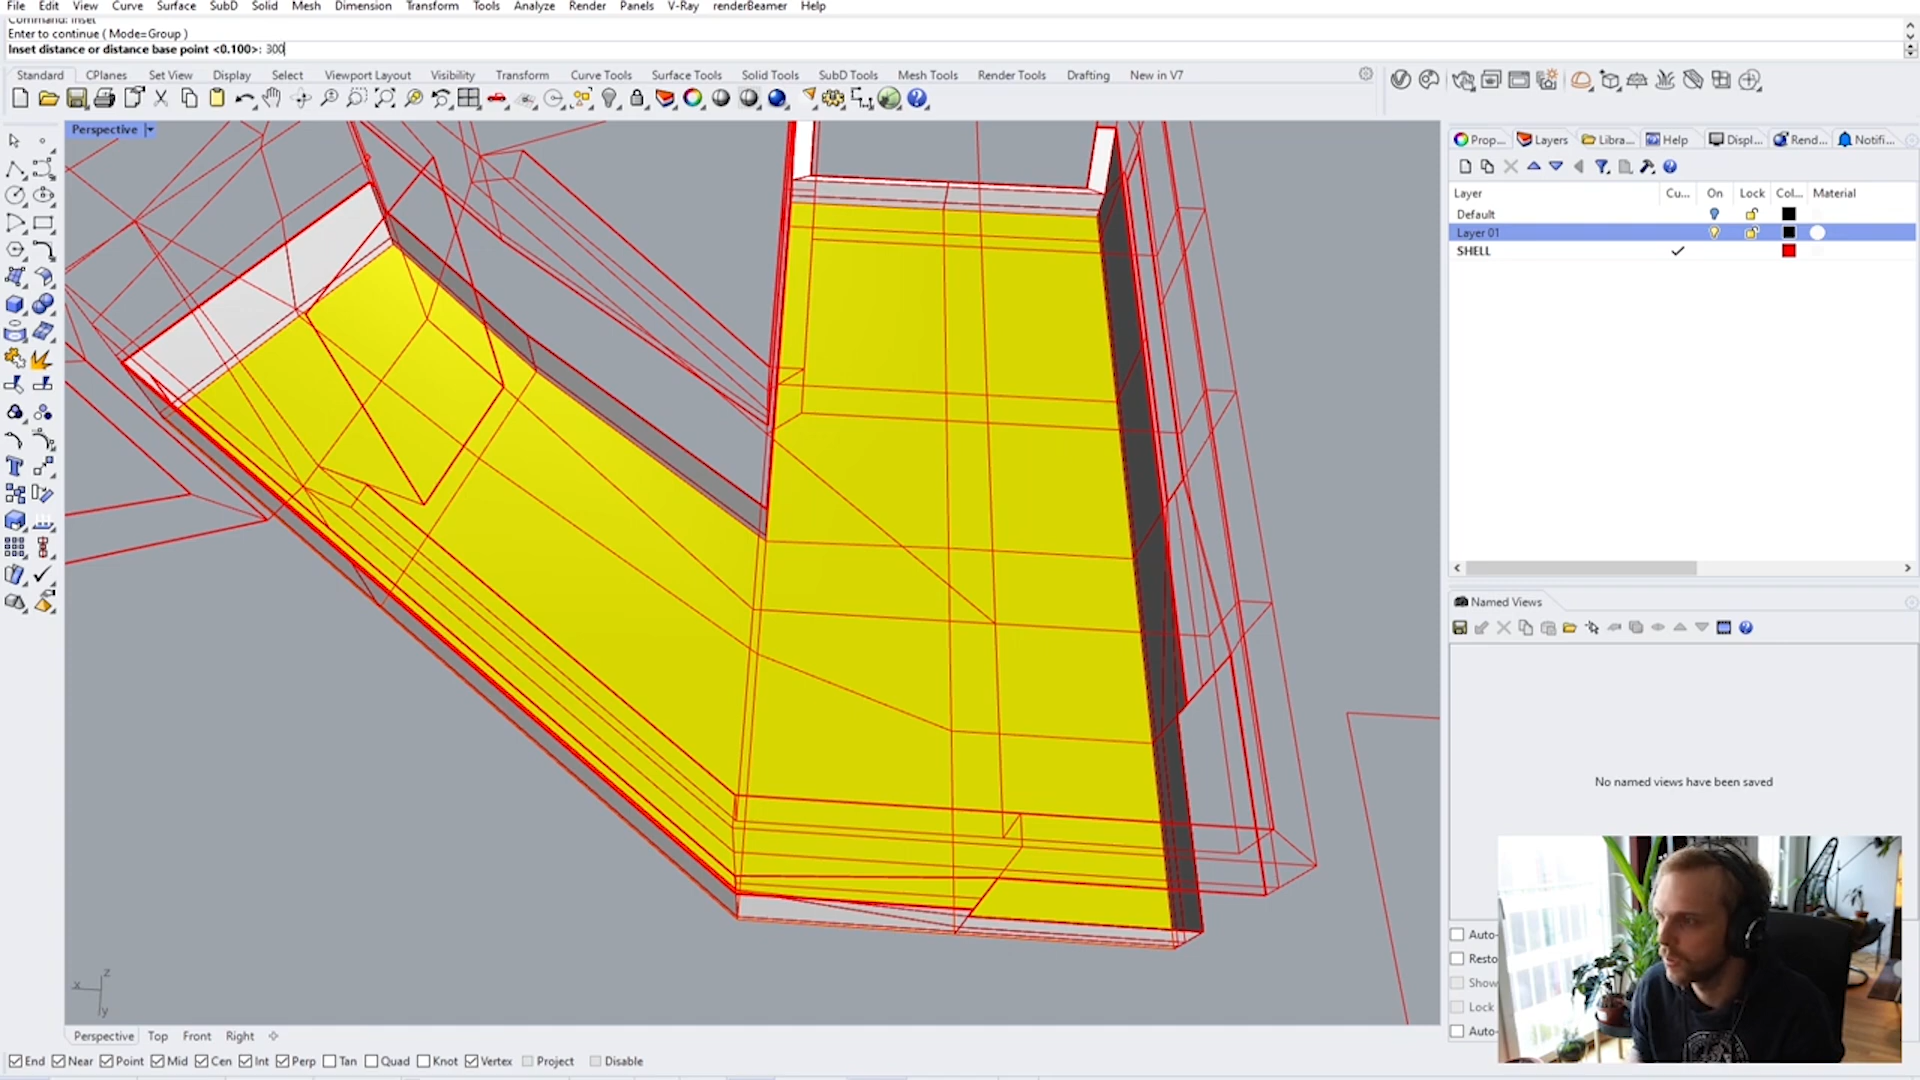 File Edit View Curve Surface SubD Solid Mesh Dimension Transform Tools Analyze Render Panels V-Ray renderBeamer Help
Command: Inset
Enter to continue ( Mode=Group )
Inset distance or distance base point <0.100>: 300
Standard CPlanes Set View Display Select Viewport Layout Visibility Transform Curve Tools Surface Tools Solid Tools SubD Tools Mesh Tools Render Tools Drafting New in V7
Perspective
Prop... Layers Libra... Help Displ... Rend... Notifi...
Layer Cu... On Lock Col... Material
Default
Layer 01
SHELL
Named Views
No named views have been saved
Auto-
Resto
Show
Lock
Auto-
z
x
y
Perspective Top Front Right
End Near Point Mid Cen Int Perp Tan Quad Knot Vertex Project Disable